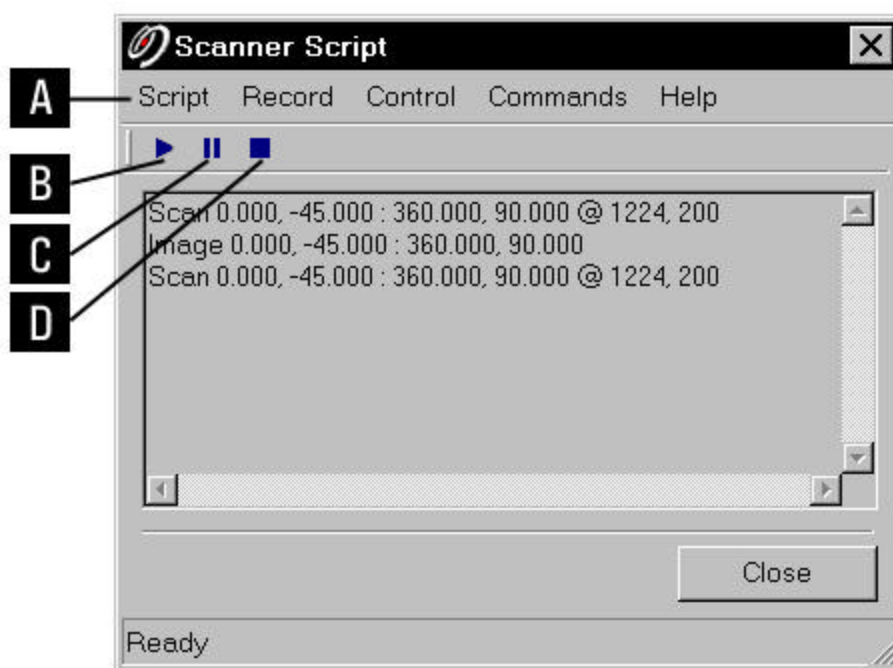 Scanner Script
A
Script Record Control Commands Help
B
C
D
Scan 0.000, -45.000 : 360.000, 90.000 @ 1224, 200
Image 0.000, -45.000 : 360.000, 90.000
Scan 0.000, -45.000 : 360.000, 90.000 @ 1224, 200
Close
Ready